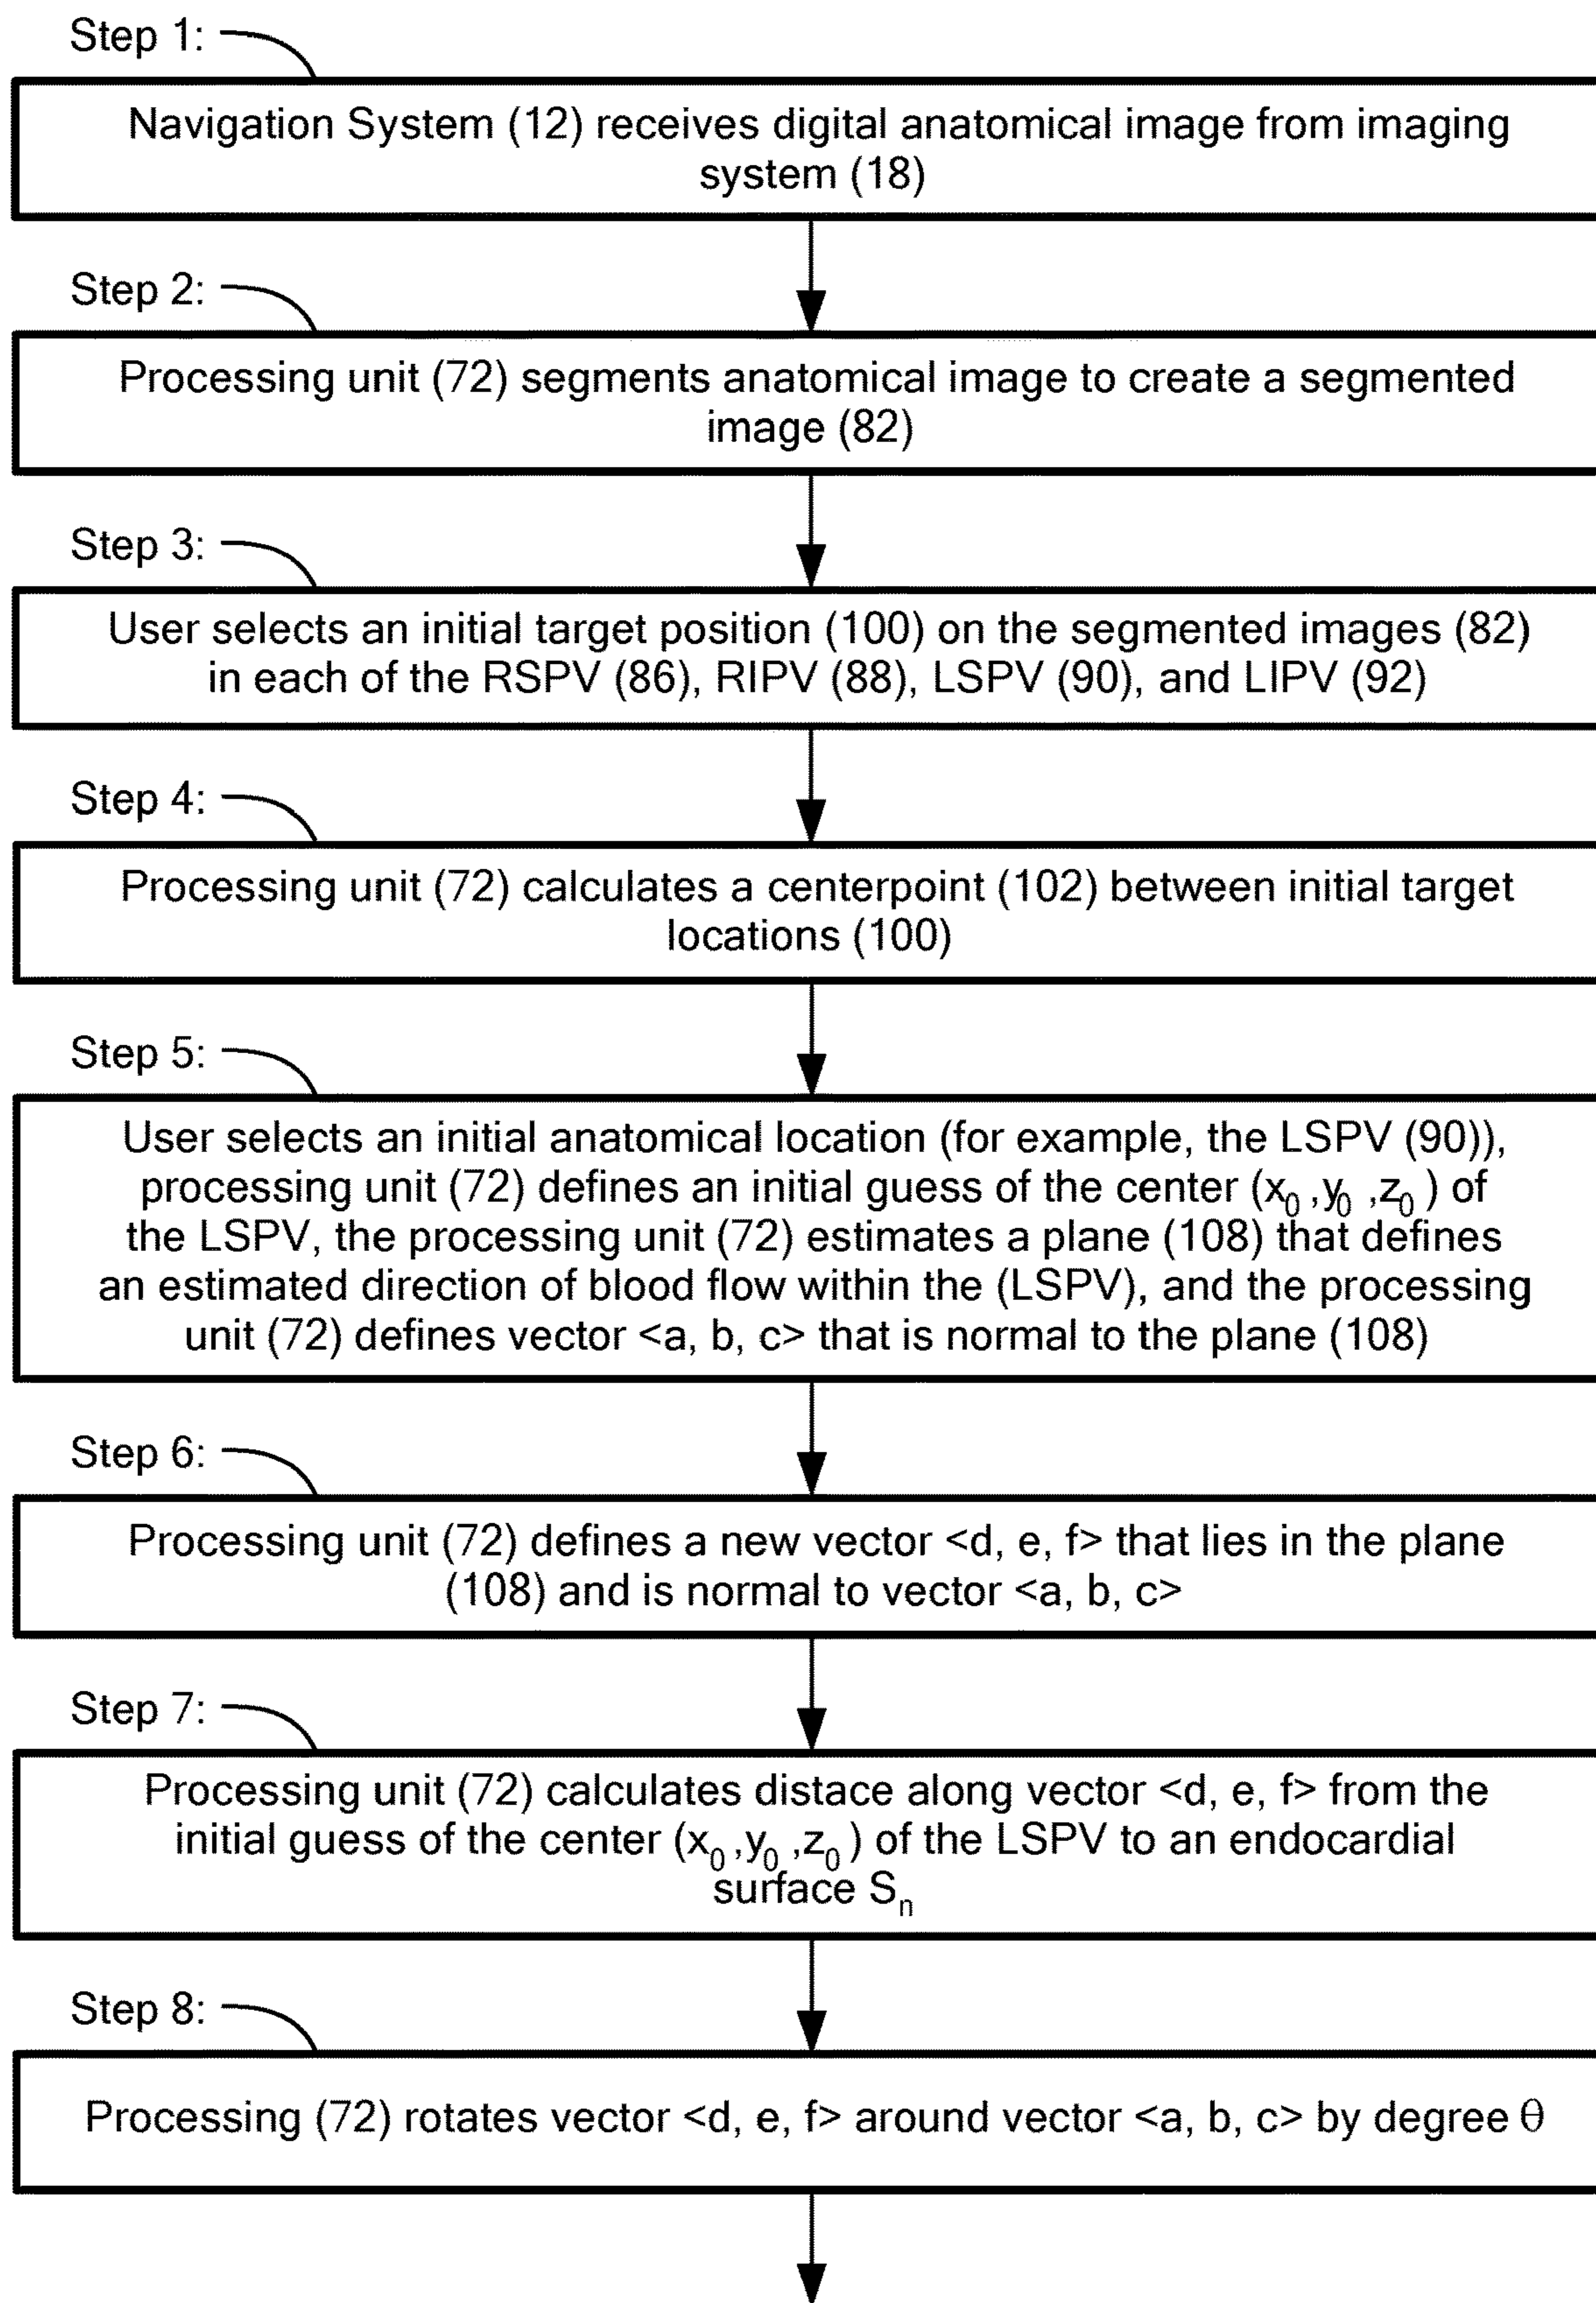 Step 1:
Navigation System (12) receives digital anatomical image from imaging
system (18)
Step 2:
Processing unit (72) segments anatomical image to create a segmented
image (82)
Step 3:
User selects an initial target position (100) on the segmented images (82)
in each of the RSPV (86), RIPV (88), LSPV (90), and LIPV (92)
Step 4:
Processing unit (72) calculates a centerpoint (102) between initial target
locations (100)
Step 5:
User selects an initial anatomical location (for example, the LSPV (90)),
processing unit (72) defines an initial guess of the center (x₀,y₀,z₀) of
the LSPV, the processing unit (72) estimates a plane (108) that defines
an estimated direction of blood flow within the (LSPV), and the processing
unit (72) defines vector <a, b, c> that is normal to the plane (108)
Step 6:
Processing unit (72) defines a new vector <d, e, f> that lies in the plane
(108) and is normal to vector <a, b, c>
Step 7:
Processing unit (72) calculates distace along vector <d, e, f> from the
initial guess of the center (x₀,y₀,z₀) of the LSPV to an endocardial
surface Sₙ
Step 8:
Processing (72) rotates vector <d, e, f> around vector <a, b, c> by degree θ